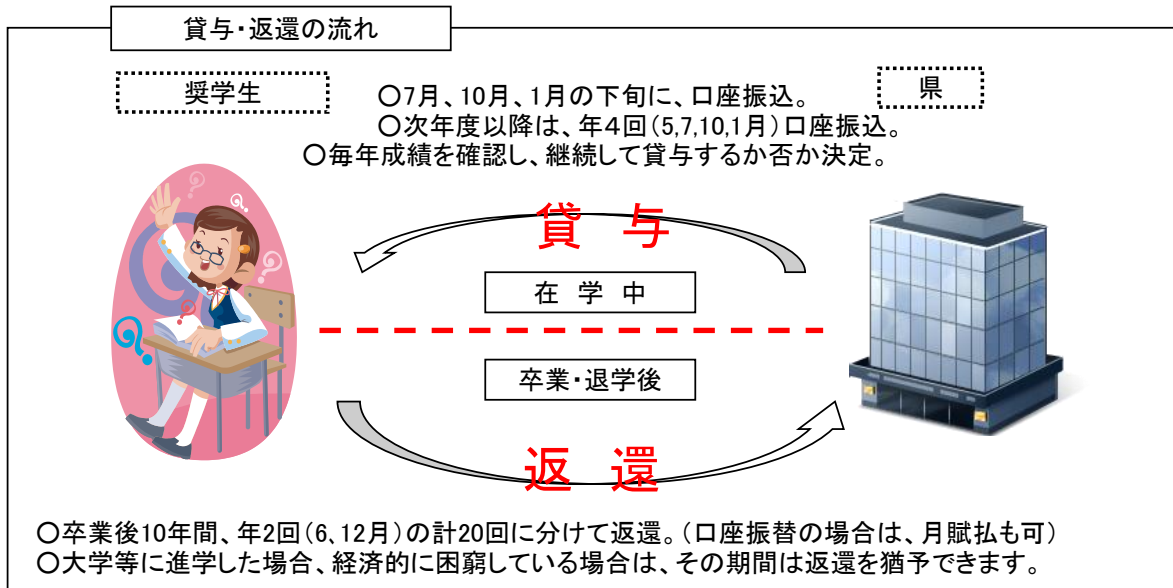 貸与・返還の流れ
奨学生
県
○7月、10月、1月の下旬に、口座振込。
○次年度以降は、年４回(5,7,10,1月)口座振込。
○毎年成績を確認し、継続して貸与するか否か決定。
貸 与
在 学 中
卒業・退学後
返 還
○卒業後10年間、年2回(6、12月)の計20回に分けて返還。(口座振替の場合は、月賦払も可)
○大学等に進学した場合、経済的に困窮している場合は、その期間は返還を猶予できます。